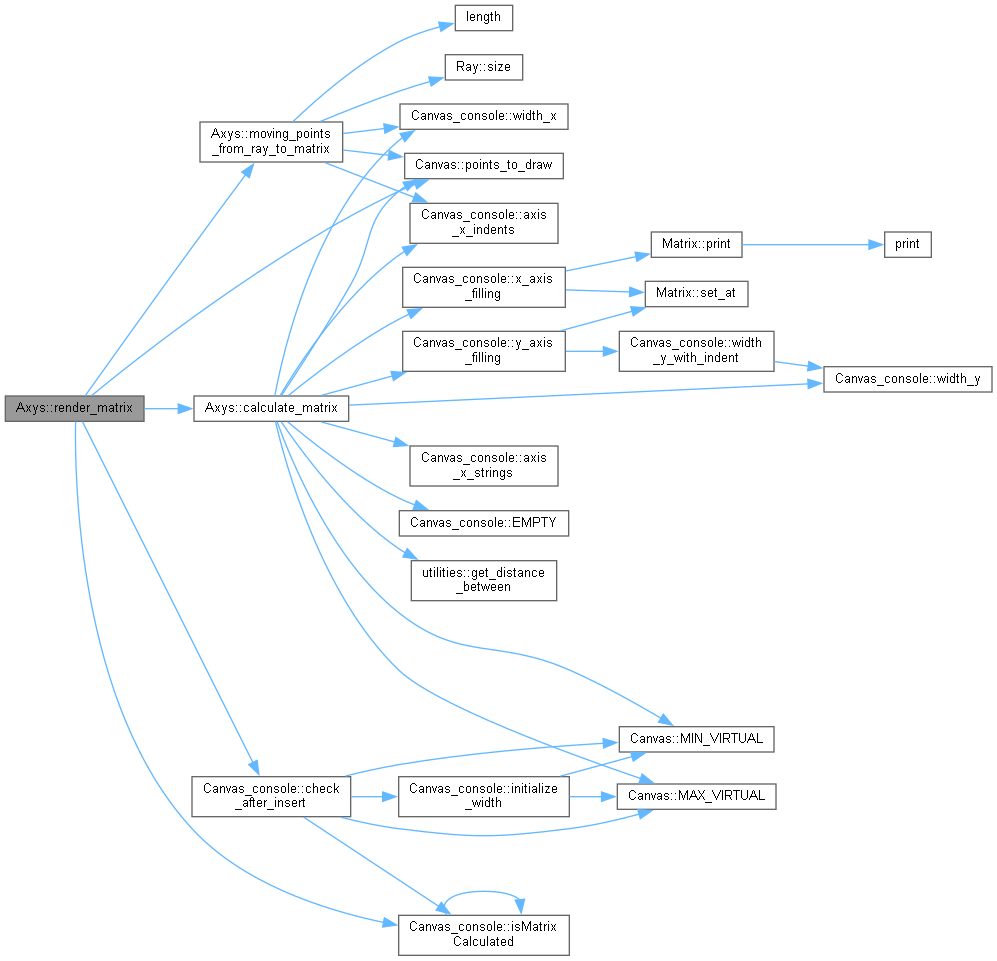 length
Ray::size
Canvas_console::width_x
Axys::moving_points
_from_ray_to_matrix
Canvas::points_to_draw
Canvas_console::axis
_x_indents
Matrix::print
print
Canvas_console::x_axis
_filling
Matrix::set_at
Canvas_console::y_axis
_filling
Canvas_console::width
_y_with_indent
Canvas_console::width_y
Axys::render_matrix
Axys::calculate_matrix
Canvas_console::axis
_x_strings
Canvas_console::EMPTY
utilities::get_distance
_between
Canvas::MIN_VIRTUAL
Canvas_console::check
_after_insert
Canvas_console::initialize
_width
Canvas::MAX_VIRTUAL
Canvas_console::isMatrix
Calculated